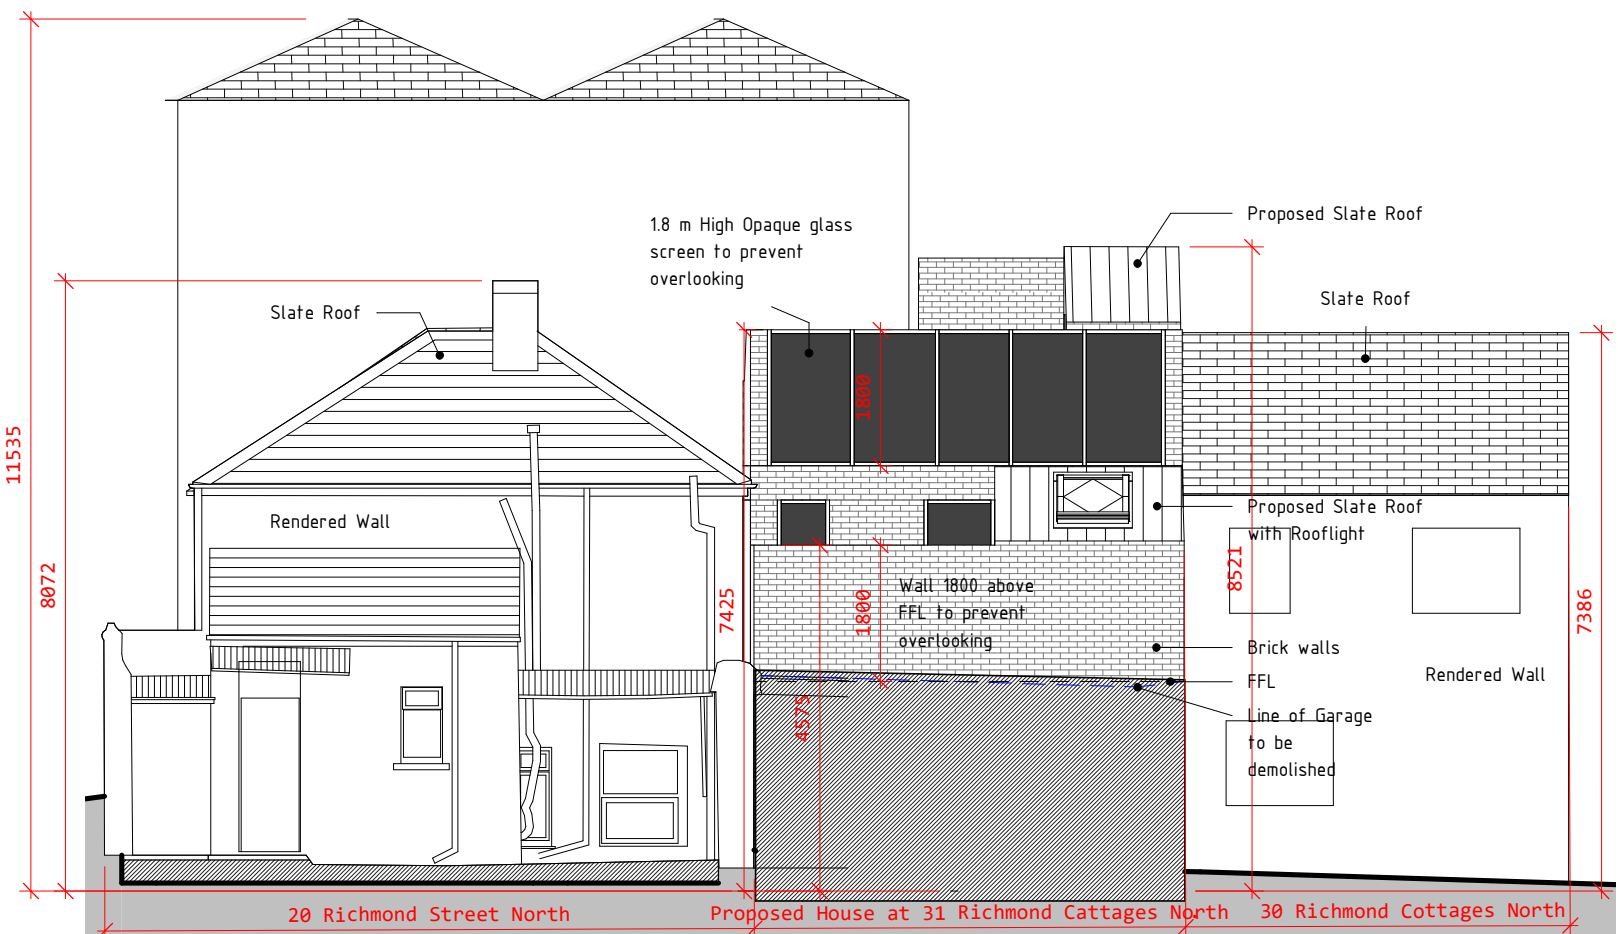 1.8 m High Opaque glass
screen to prevent
overlooking
Proposed Slate Roof
Slate Roof
Slate Roof
11535
8072
1800
Rendered Wall
Proposed Slate Roof
with Rooflight
8521
7425
1800
Wall 1800 above
FFL to prevent
overlooking
7386
Brick walls
Rendered Wall
FFL
4575
Line of Garage
to be
demolished
20 Richmond Street North
Proposed House at 31 Richmond Cattages North
30 Richmond Cottages North